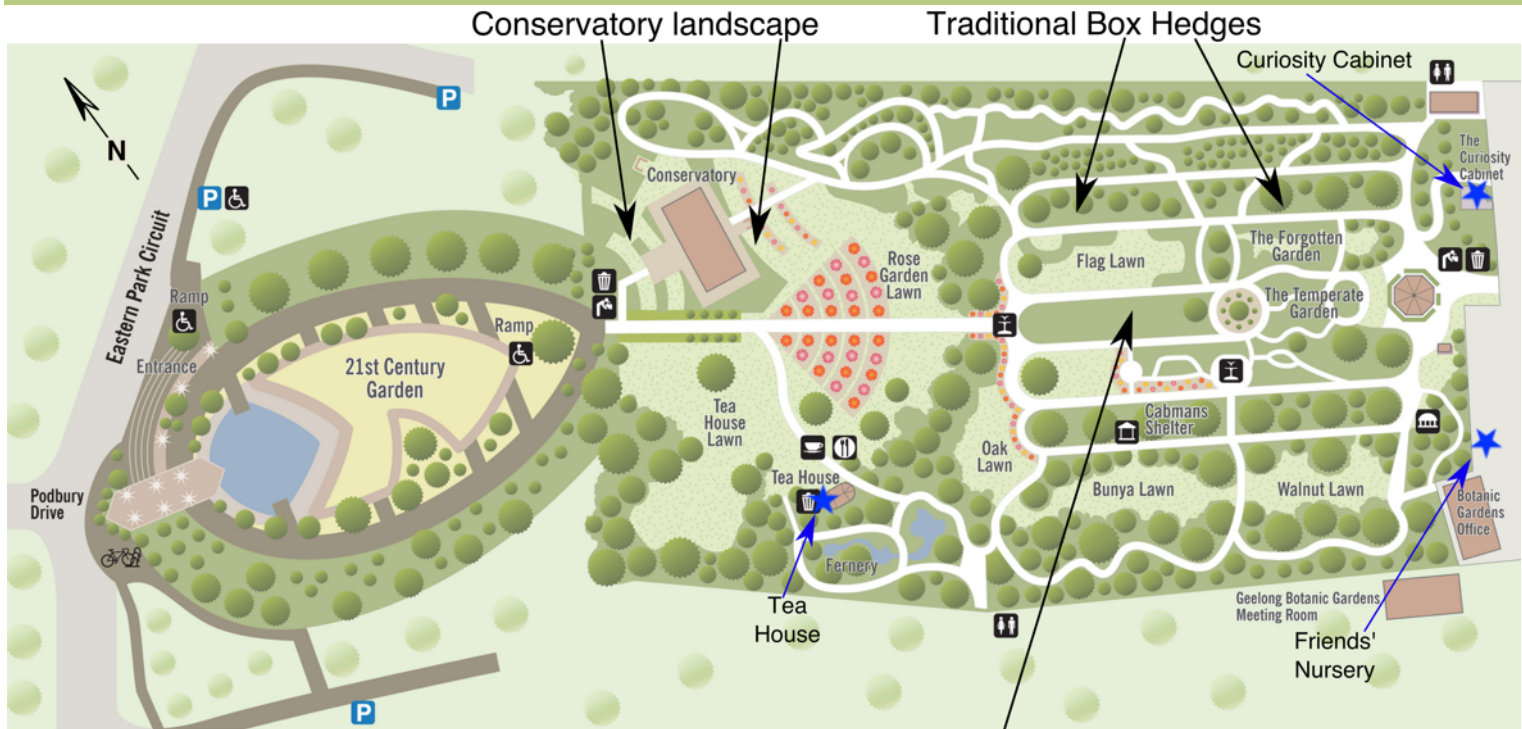 Conservatory landscape
Traditional Box Hedges
Curiosity Cabinet
P
N
The
Curiosity
Cabinet
P
Conservatory
Eastern Park Circuit
Rose
Garden
Lawn
Flag Lawn
The Forgotten
Garden
Ramp
The Temperate
Garden
Ramp
Entrance
21st Century
Garden
Tea
House
Lawn
Cabmans
Shelter
Oak
Lawn
Tea House
Bunya Lawn
Walnut Lawn
Podbury
Drive
Botanic
Gardens
Office
Fernery
Tea
House
Geelong Botanic Gardens
Meeting Room
Friends'
Nursery
P